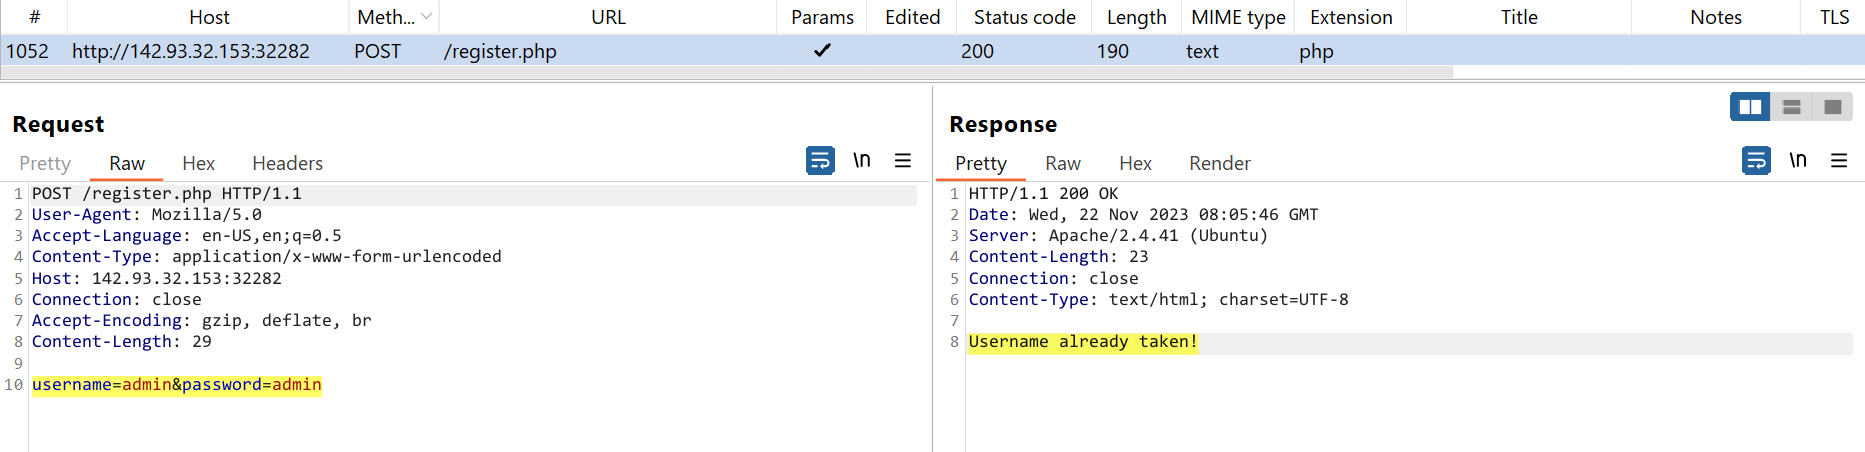 # Host Meth... URL Params Edited Status code Length MIME type Extension Title Notes TLS
1052 http://142.93.32.153:32282 POST /register.php ✓ 200 190 text php
Request
Pretty Raw Hex Headers
\n
1 POST /register.php HTTP/1.1
2 User-Agent: Mozilla/5.0
3 Accept-Language: en-US,en;q=0.5
4 Content-Type: application/x-www-form-urlencoded
5 Host: 142.93.32.153:32282
6 Connection: close
7 Accept-Encoding: gzip, deflate, br
8 Content-Length: 29
9
10 username=admin&password=admin
Response
Pretty Raw Hex Render
\n
1 HTTP/1.1 200 OK
2 Date: Wed, 22 Nov 2023 08:05:46 GMT
3 Server: Apache/2.4.41 (Ubuntu)
4 Content-Length: 23
5 Connection: close
6 Content-Type: text/html; charset=UTF-8
7
8 Username already taken!